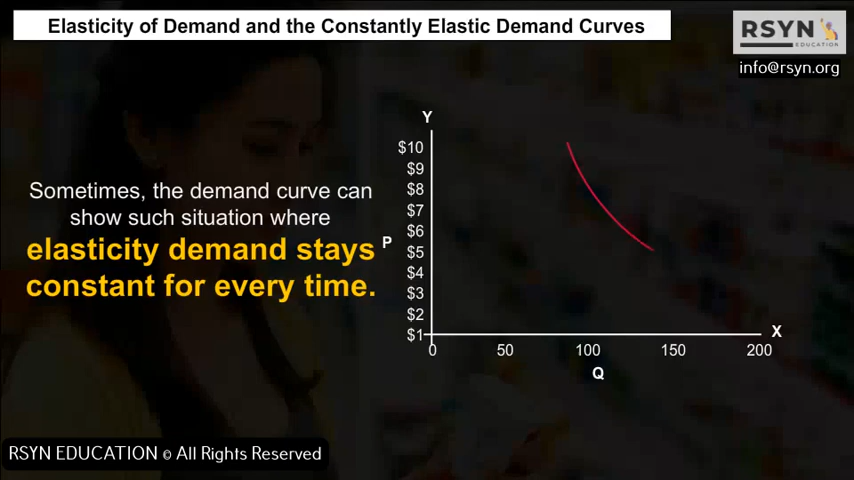 Elasticity of Demand and the Constantly Elastic Demand Curves
RSYN
EDUCATION
info@rsyn.org
Sometimes, the demand curve can
show such situation where
elasticity demand stays
constant for every time.
Y
$10
$9
$8
$7
$6
P
$5
$4
$3
$2
$1
X
0 50 100 150 200
Q
RSYN EDUCATION © All Rights Reserved